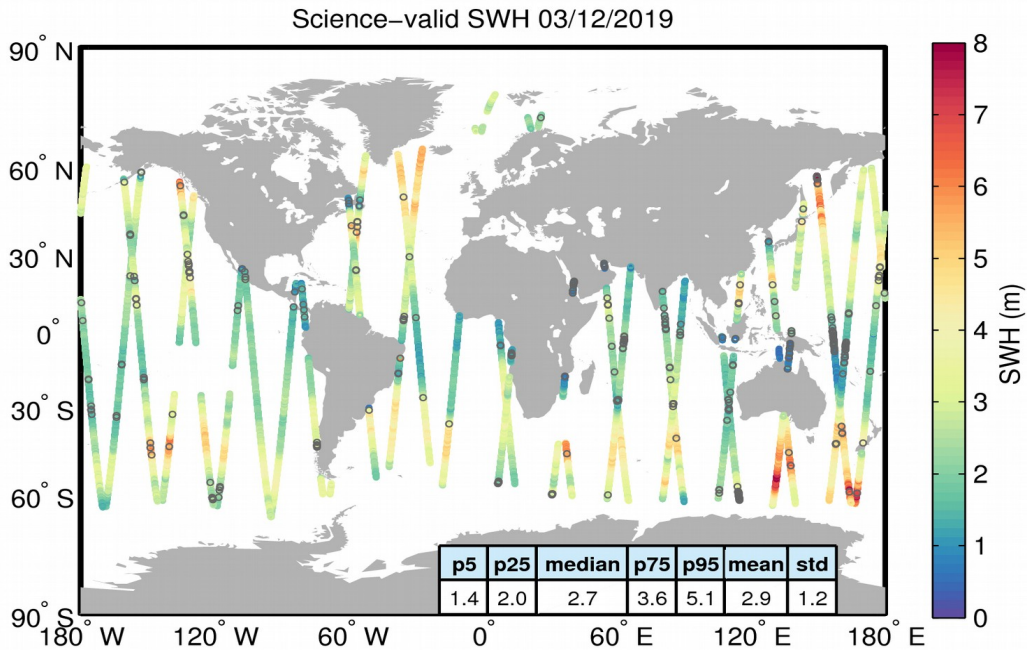 Science−valid SWH 03/12/2019
90° N
60° N
30° N
0°
30° S
60° S
90° S
180° W
120° W
60° W
0°
60° E
120° E
180° E
8
7
6
5
4
3
2
1
0
SWH (m)
p5 p25 median p75 p95 mean std
1.4 2.0 2.7 3.6 5.1 2.9 1.2